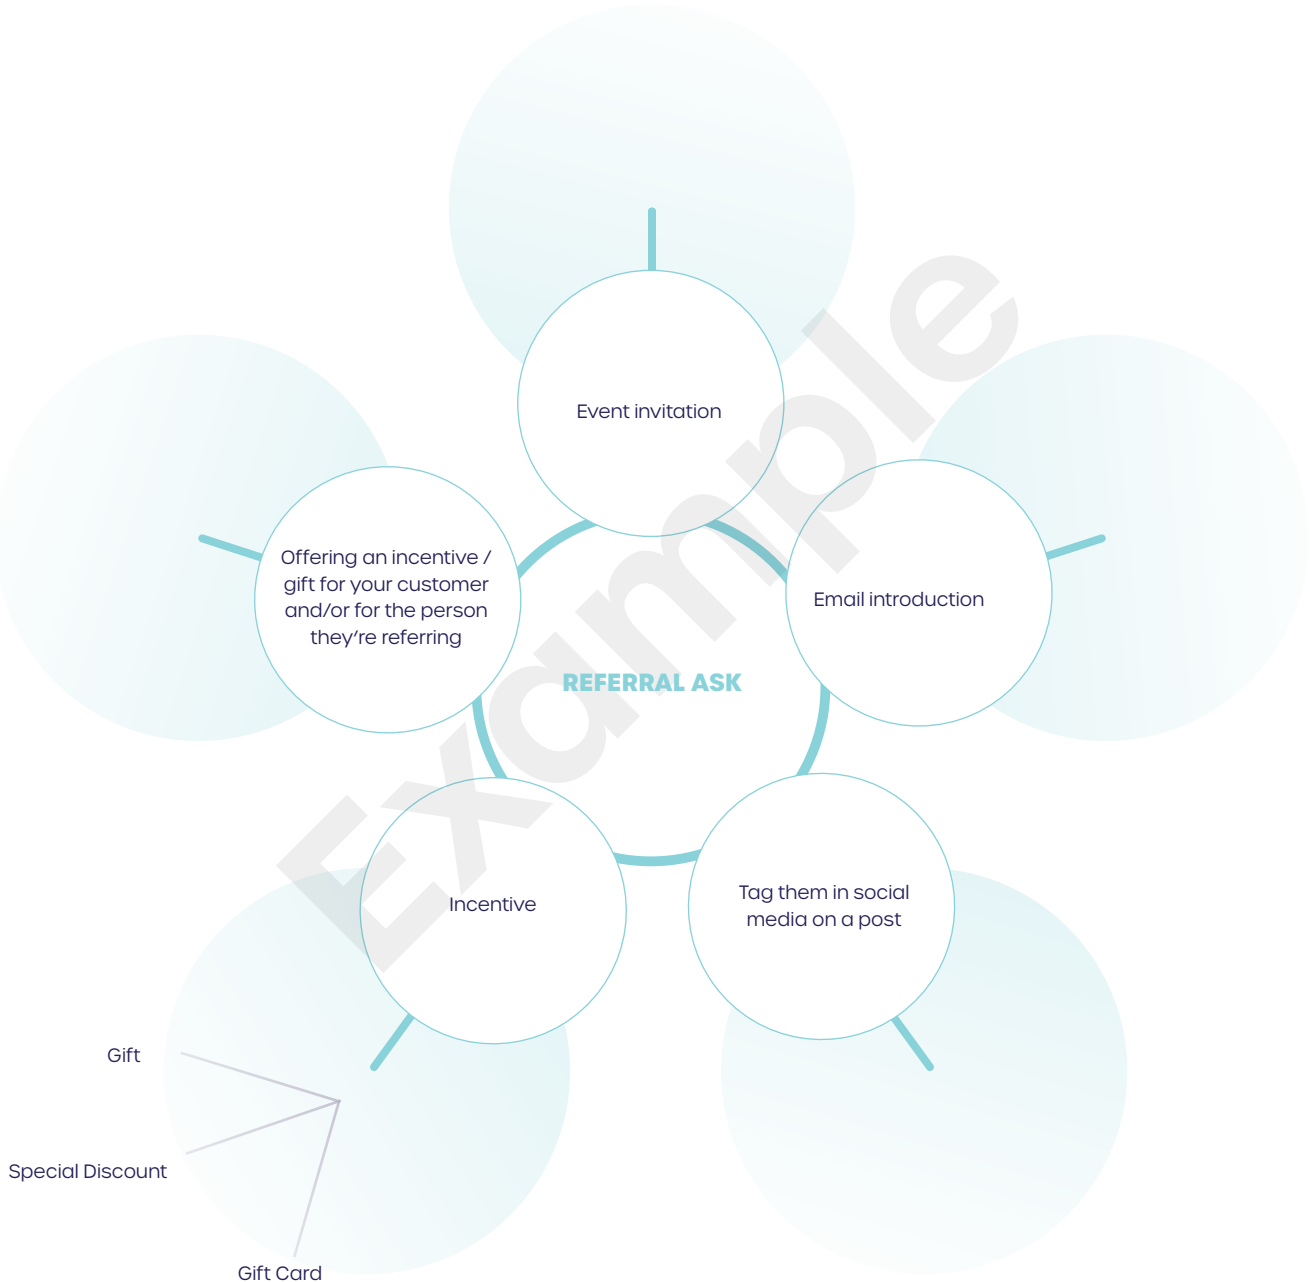 Event invitation
Offering an incentive /
gift for your customer
and/or for the person
they’re referring
Email introduction
REFERRAL ASK
Example
Incentive
Tag them in social
media on a post
Gift
Special Discount
Gift Card